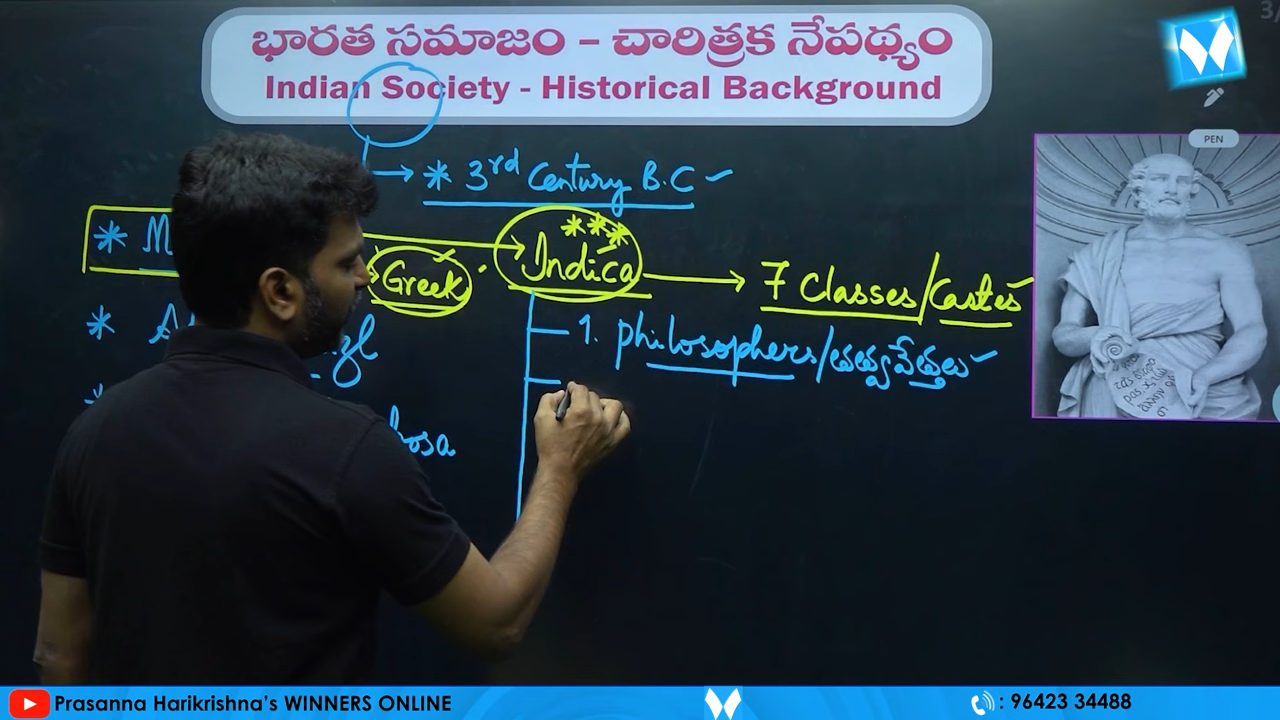 భారత సమాజం – చారిత్రక నేపథ్యం
Indian Society - Historical Background
PEN
* 3rd Century B.C
* M
Greek
Indica
7 Classes/Castes
1. Philosophers/తత్వవేత్తలు
*
Prasanna Harikrishna's WINNERS ONLINE
: 96423 34488